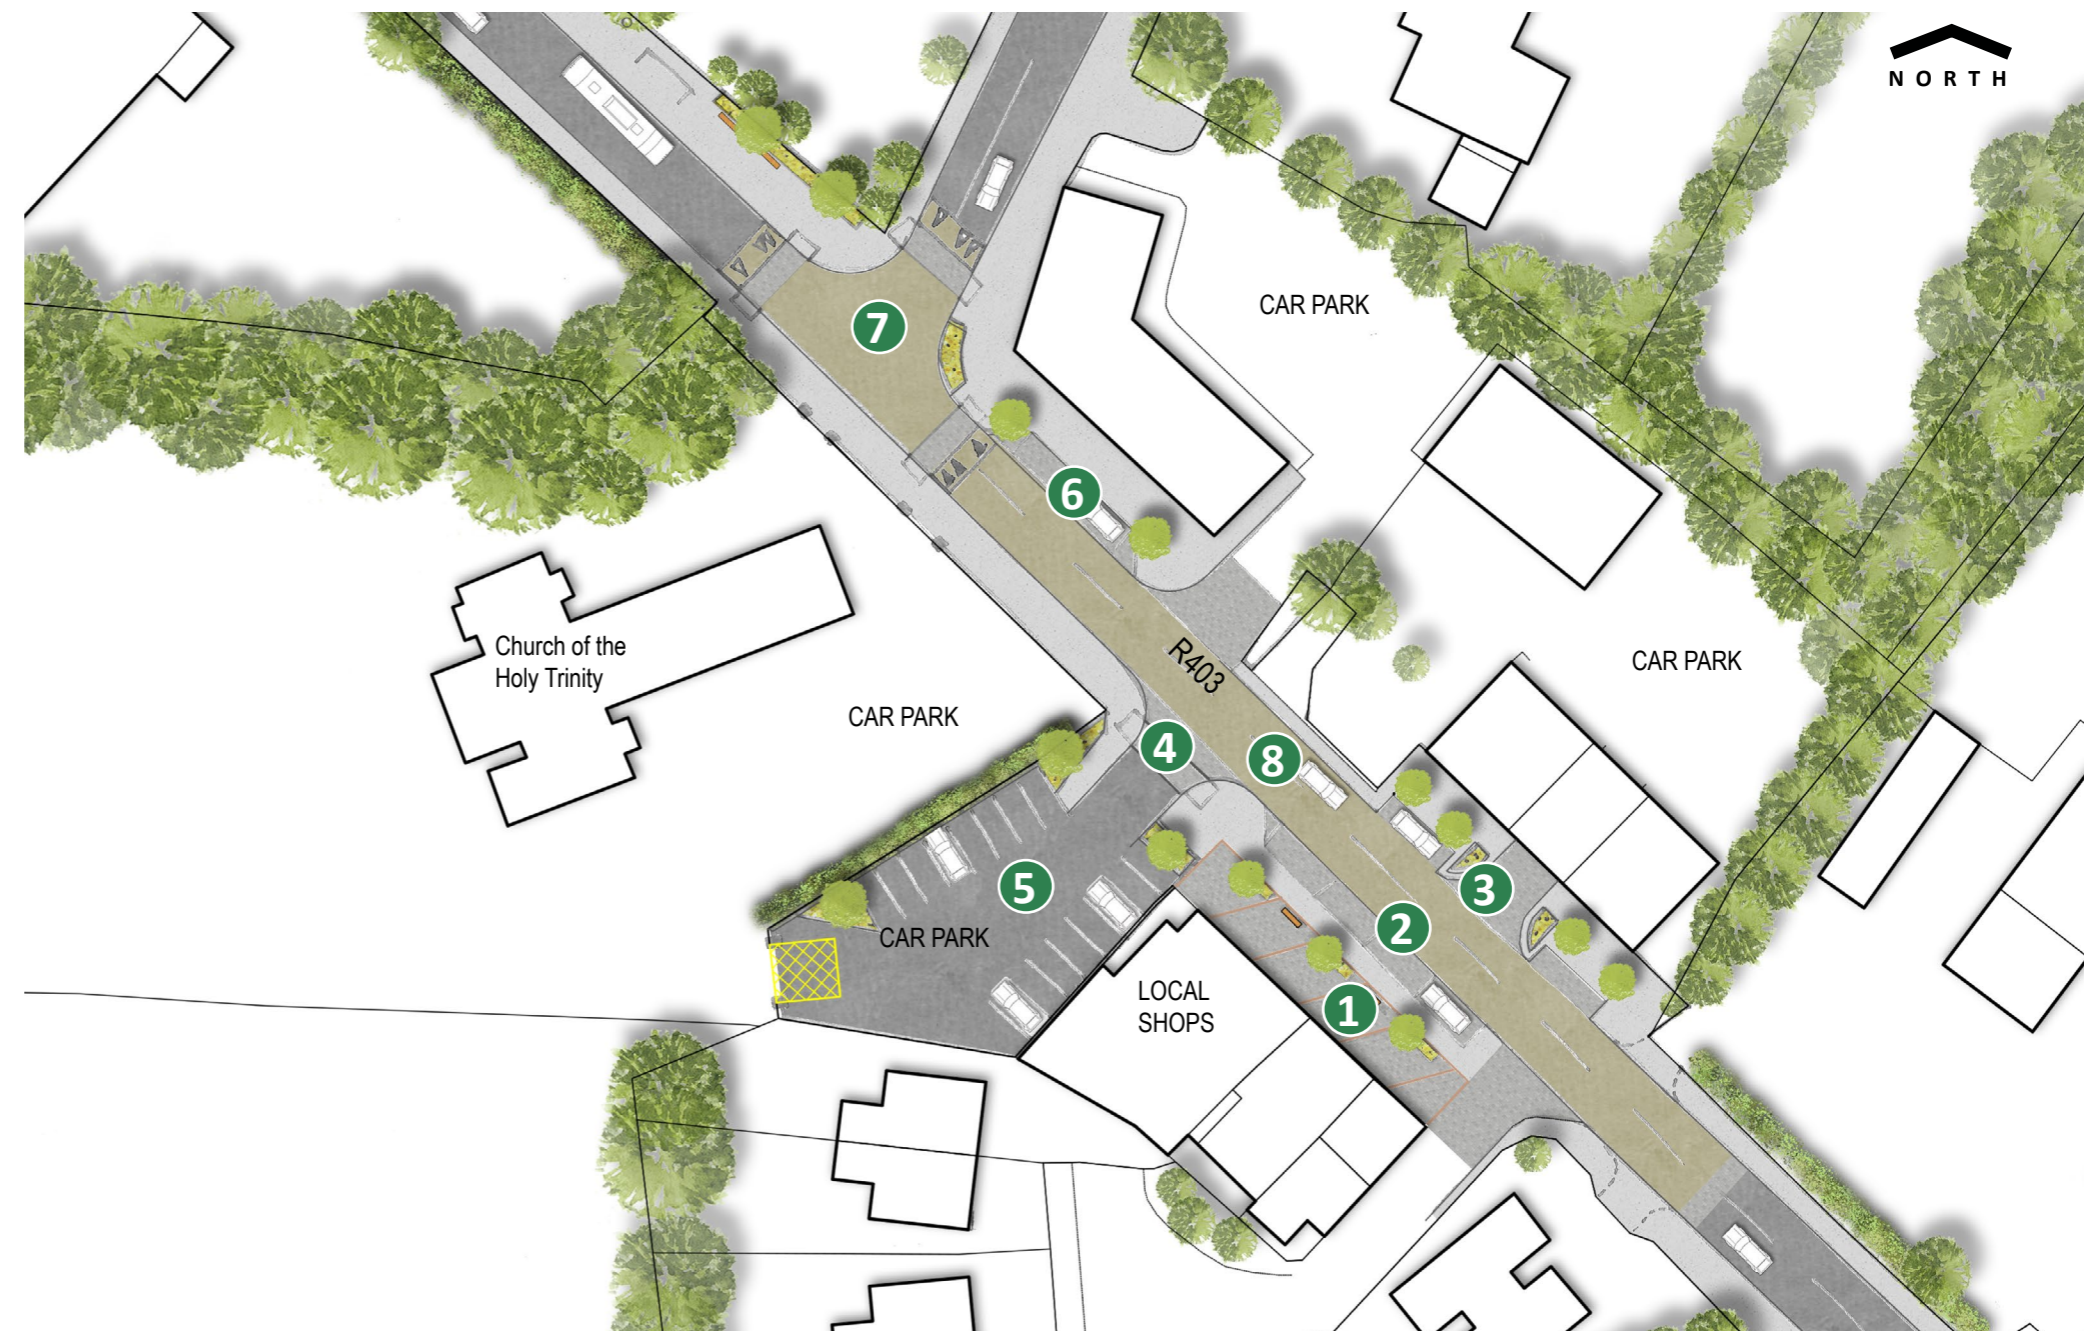 NORTH
CAR PARK
7
6
Church of the
Holy Trinity
R403
CAR PARK
CAR PARK
4
8
5
3
CAR PARK
2
LOCAL
SHOPS
1